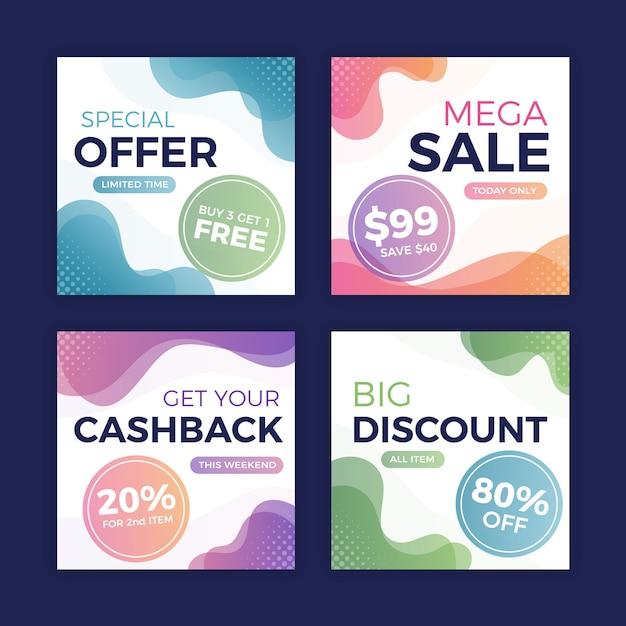 SPECIAL
OFFER
LIMITED TIME
BUY 3 GET 1
FREE
MEGA
SALE
TODAY ONLY
$99
SAVE $40
GET YOUR
CASHBACK
THIS WEEKEND
20%
FOR 2nd ITEM
BIG
DISCOUNT
ALL ITEM
80%
OFF